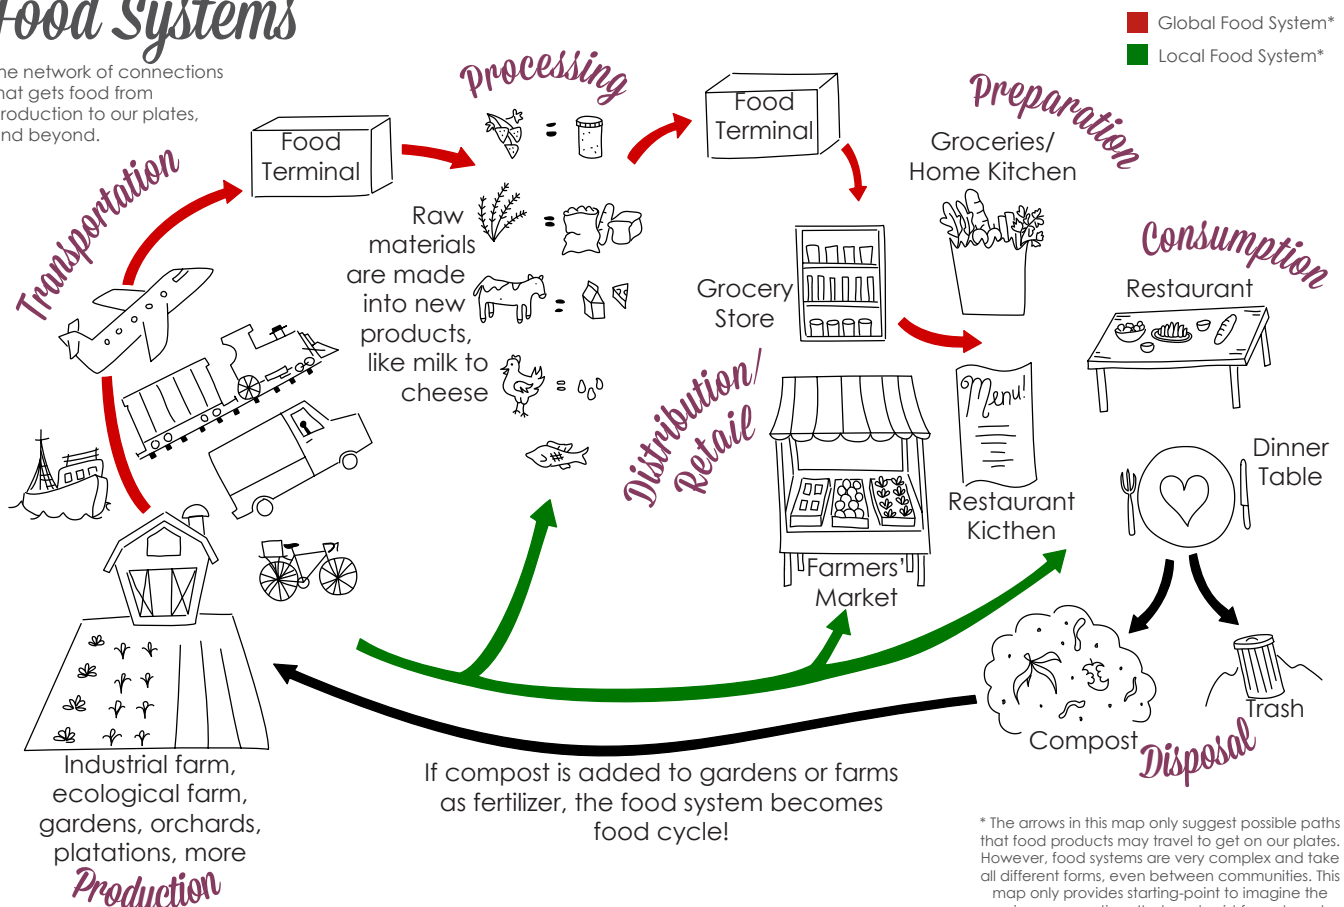 Food Systems
he network of connections
hat gets food from
roduction to our plates,
nd beyond.
Global Food System*
Local Food System*
Transportation
Food
Terminal
Processing
Raw
materials
are made
into new
products,
like milk to
cheese
=
=
=
=
Food
Terminal
Preparation
Groceries/
Home Kitchen
Grocery
Store
Distribution/
Retail
Menu!
Restaurant
Kicthen
Farmers'
Market
Consumption
Restaurant
Dinner
Table
Compost
Trash
Disposal
Industrial farm,
ecological farm,
gardens, orchards,
platations, more
Production
If compost is added to gardens or farms
as fertilizer, the food system becomes
food cycle!
* The arrows in this map only suggest possible paths
that food products may travel to get on our plates.
However, food systems are very complex and take
all different forms, even between communities. This
map only provides starting-point to imagine the